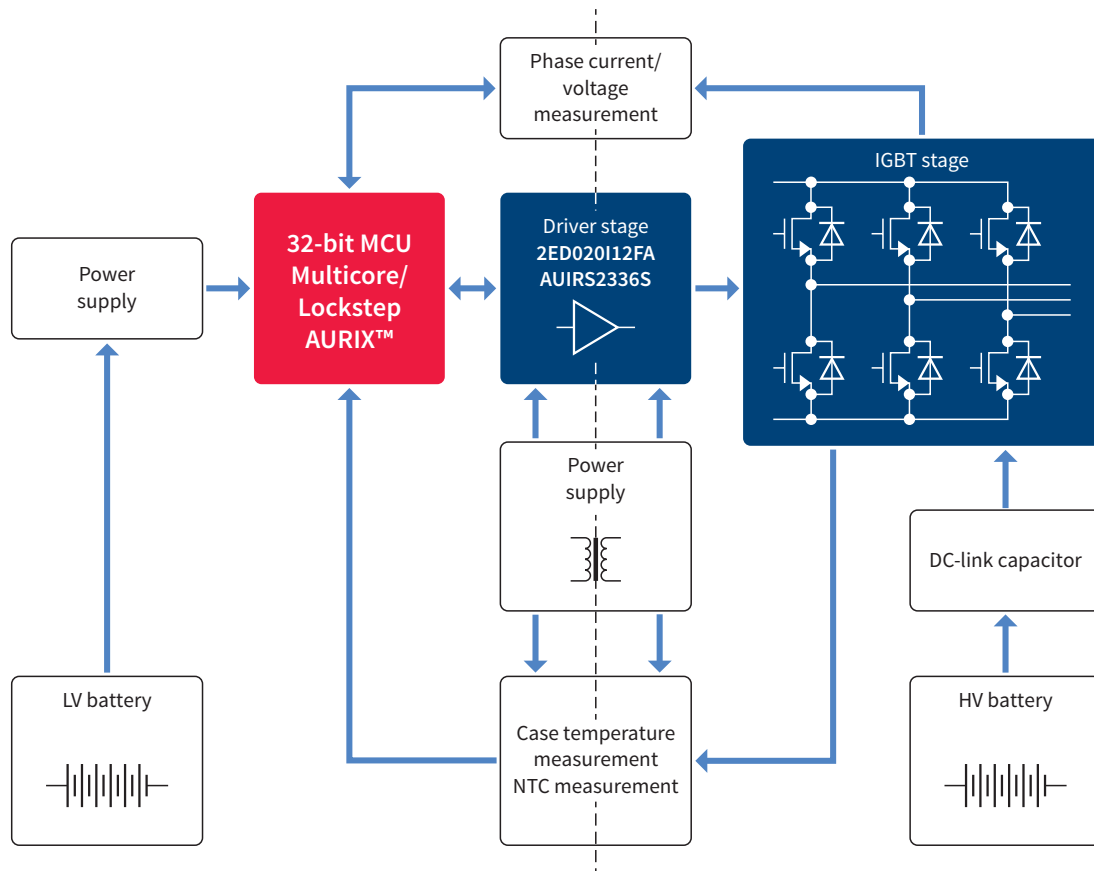 Phase current/
voltage
measurement
IGBT stage
Power
supply
32-bit MCU
Multicore/
Lockstep
AURIX™
Driver stage
2ED020I12FA
AUIRS2336S
Power
supply
DC-link capacitor
LV battery
Case temperature
measurement
NTC measurement
HV battery